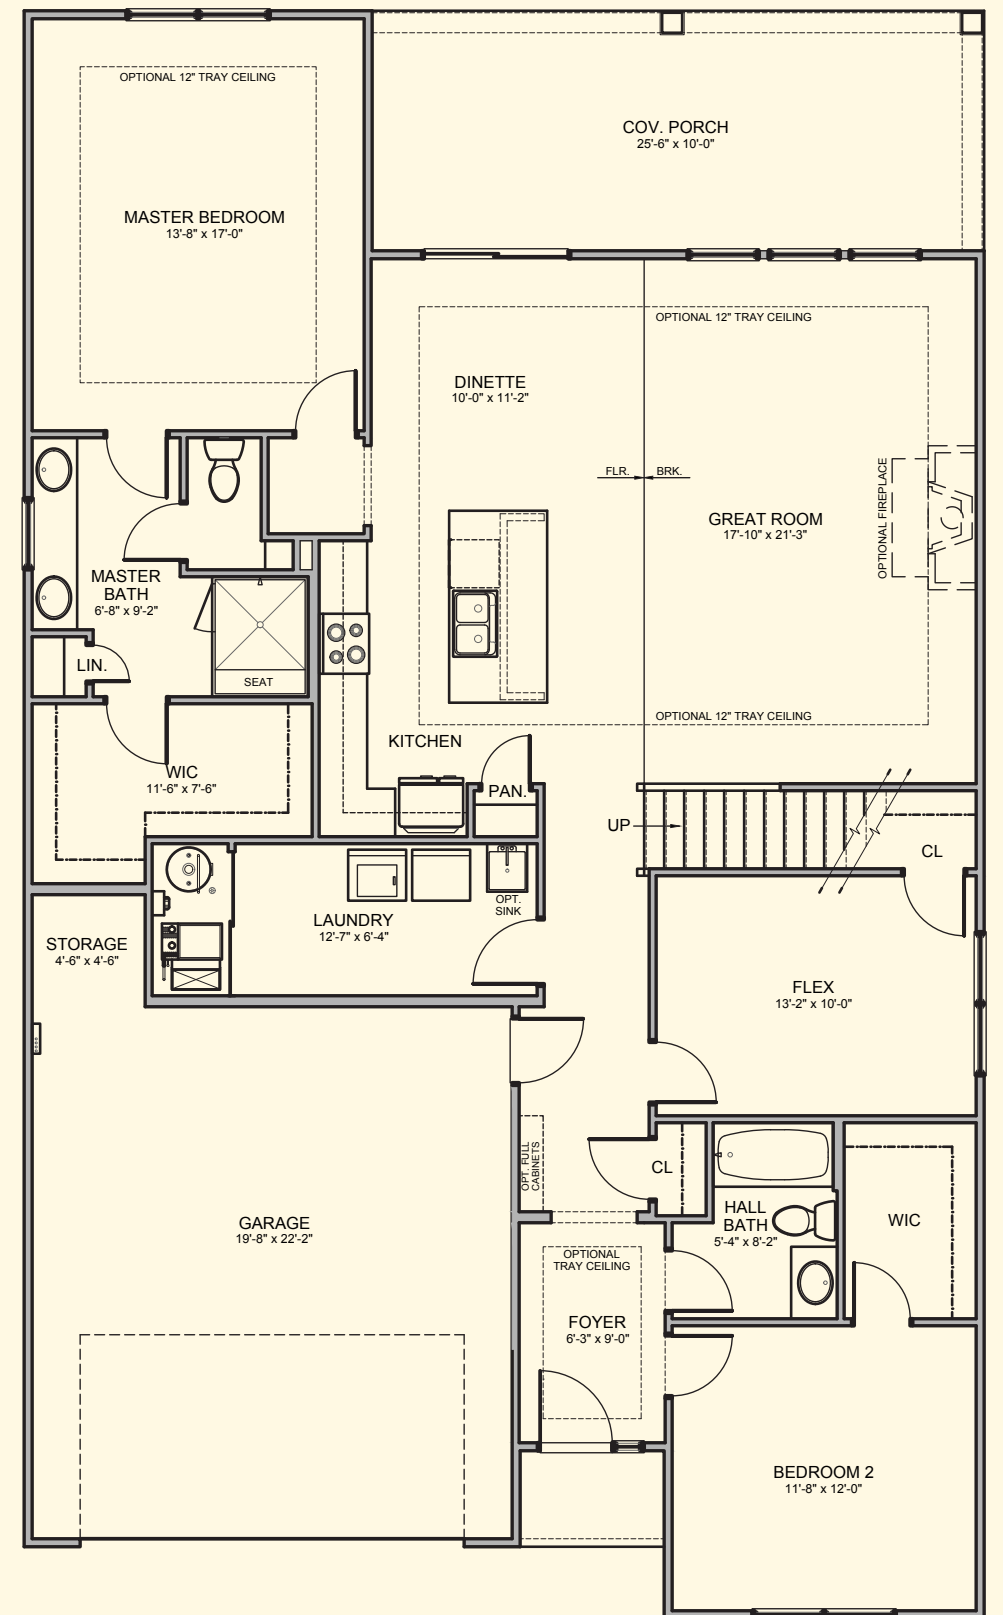 OPTIONAL 12" TRAY CEILING
MASTER BEDROOM
13'-8" x 17'-0"
COV. PORCH
25'-6" x 10'-0"
OPTIONAL 12" TRAY CEILING
DINETTE
10'-0" x 11'-2"
FLR.
BRK.
GREAT ROOM
17'-10" x 21'-3"
OPTIONAL FIREPLACE
MASTER
BATH
6'-8" x 9'-2"
LIN.
SEAT
WIC
11'-6" x 7'-6"
OPTIONAL 12" TRAY CEILING
KITCHEN
PAN.
UP
CL
OPT.
SINK
LAUNDRY
12'-7" x 6'-4"
STORAGE
4'-6" x 4'-6"
FLEX
13'-2" x 10'-0"
OPT. FULL
CABINETS
CL
HALL
BATH
5'-4" x 8'-2"
WIC
GARAGE
19'-8" x 22'-2"
OPTIONAL
TRAY CEILING
FOYER
6'-3" x 9'-0"
BEDROOM 2
11'-8" x 12'-0"